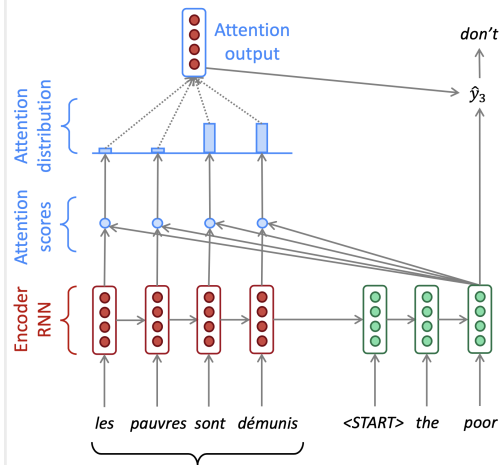 Attention
output
don't
ŷ₃
Attention
distribution
Attention
scores
Encoder
RNN
les pauvres sont démunis <START> the poor